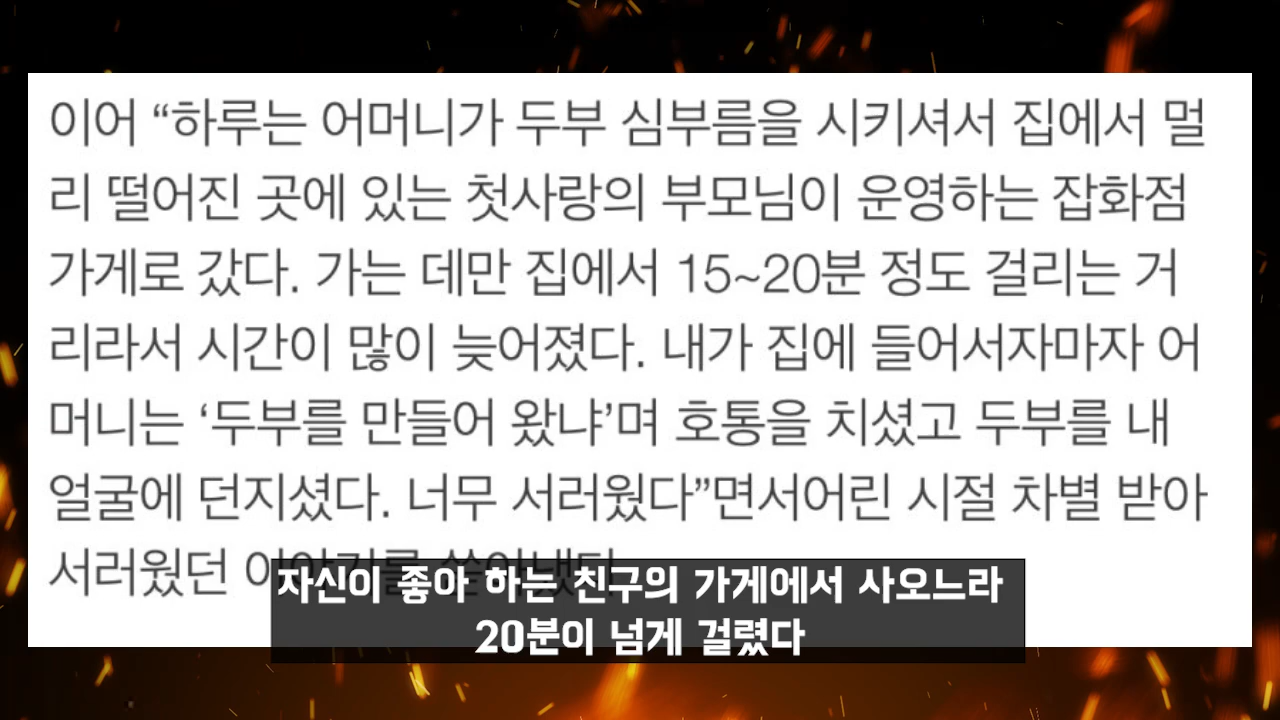 이어 “하루는 어머니가 두부 심부름을 시키셔서 집에서 멀
리 떨어진 곳에 있는 첫사랑의 부모님이 운영하는 잡화점
가게로 갔다. 가는 데만 집에서 15~20분 정도 걸리는 거
리라서 시간이 많이 늦어졌다. 내가 집에 들어서자마자 어
머니는 ‘두부를 만들어 왔냐’며 호통을 치셨고 두부를 내
얼굴에 던지셨다. 너무 서러웠다”면서어린 시절 차별 받아
서러웠던
자신이 좋아 하는 친구의 가게에서 사오느라
20분이 넘게 걸렸다